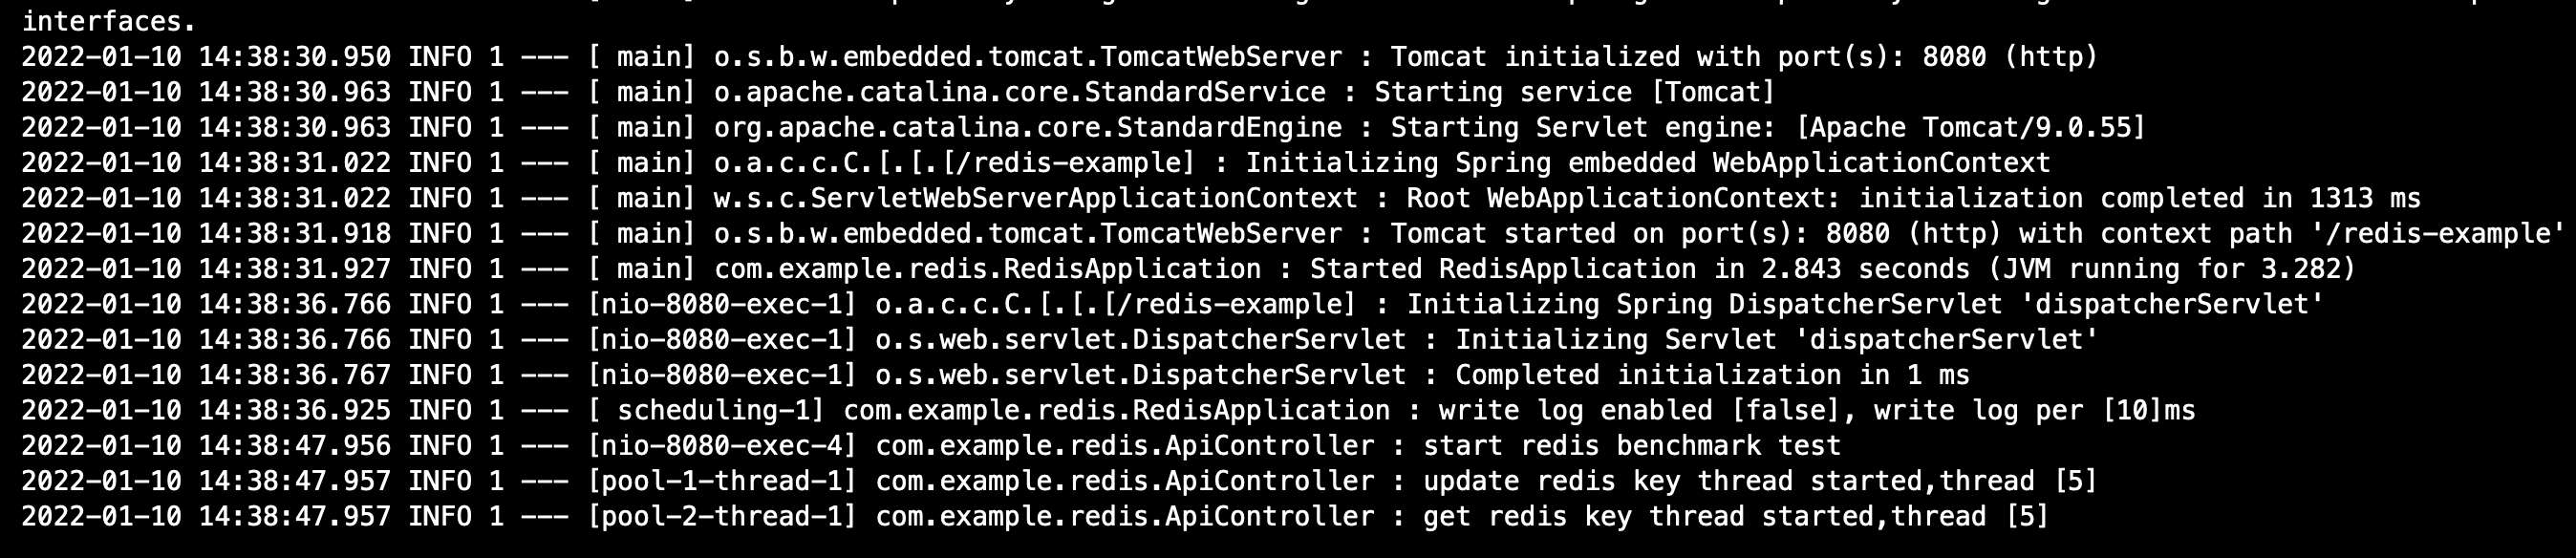 interfaces.
2022-01-10 14:38:30.950 INFO 1 --- [ main] o.s.b.w.embedded.tomcat.TomcatWebServer : Tomcat initialized with port(s): 8080 (http)
2022-01-10 14:38:30.963 INFO 1 --- [ main] o.apache.catalina.core.StandardService : Starting service [Tomcat]
2022-01-10 14:38:30.963 INFO 1 --- [ main] org.apache.catalina.core.StandardEngine : Starting Servlet engine: [Apache Tomcat/9.0.55]
2022-01-10 14:38:31.022 INFO 1 --- [ main] o.a.c.c.C.[.[.[/redis-example] : Initializing Spring embedded WebApplicationContext
2022-01-10 14:38:31.022 INFO 1 --- [ main] w.s.c.ServletWebServerApplicationContext : Root WebApplicationContext: initialization completed in 1313 ms
2022-01-10 14:38:31.918 INFO 1 --- [ main] o.s.b.w.embedded.tomcat.TomcatWebServer : Tomcat started on port(s): 8080 (http) with context path '/redis-example'
2022-01-10 14:38:31.927 INFO 1 --- [ main] com.example.redis.RedisApplication : Started RedisApplication in 2.843 seconds (JVM running for 3.282)
2022-01-10 14:38:36.766 INFO 1 --- [nio-8080-exec-1] o.a.c.c.C.[.[.[/redis-example] : Initializing Spring DispatcherServlet 'dispatcherServlet'
2022-01-10 14:38:36.766 INFO 1 --- [nio-8080-exec-1] o.s.web.servlet.DispatcherServlet : Initializing Servlet 'dispatcherServlet'
2022-01-10 14:38:36.767 INFO 1 --- [nio-8080-exec-1] o.s.web.servlet.DispatcherServlet : Completed initialization in 1 ms
2022-01-10 14:38:36.925 INFO 1 --- [ scheduling-1] com.example.redis.RedisApplication : write log enabled [false], write log per [10]ms
2022-01-10 14:38:47.956 INFO 1 --- [nio-8080-exec-4] com.example.redis.ApiController : start redis benchmark test
2022-01-10 14:38:47.957 INFO 1 --- [pool-1-thread-1] com.example.redis.ApiController : update redis key thread started,thread [5]
2022-01-10 14:38:47.957 INFO 1 --- [pool-2-thread-1] com.example.redis.ApiController : get redis key thread started,thread [5]